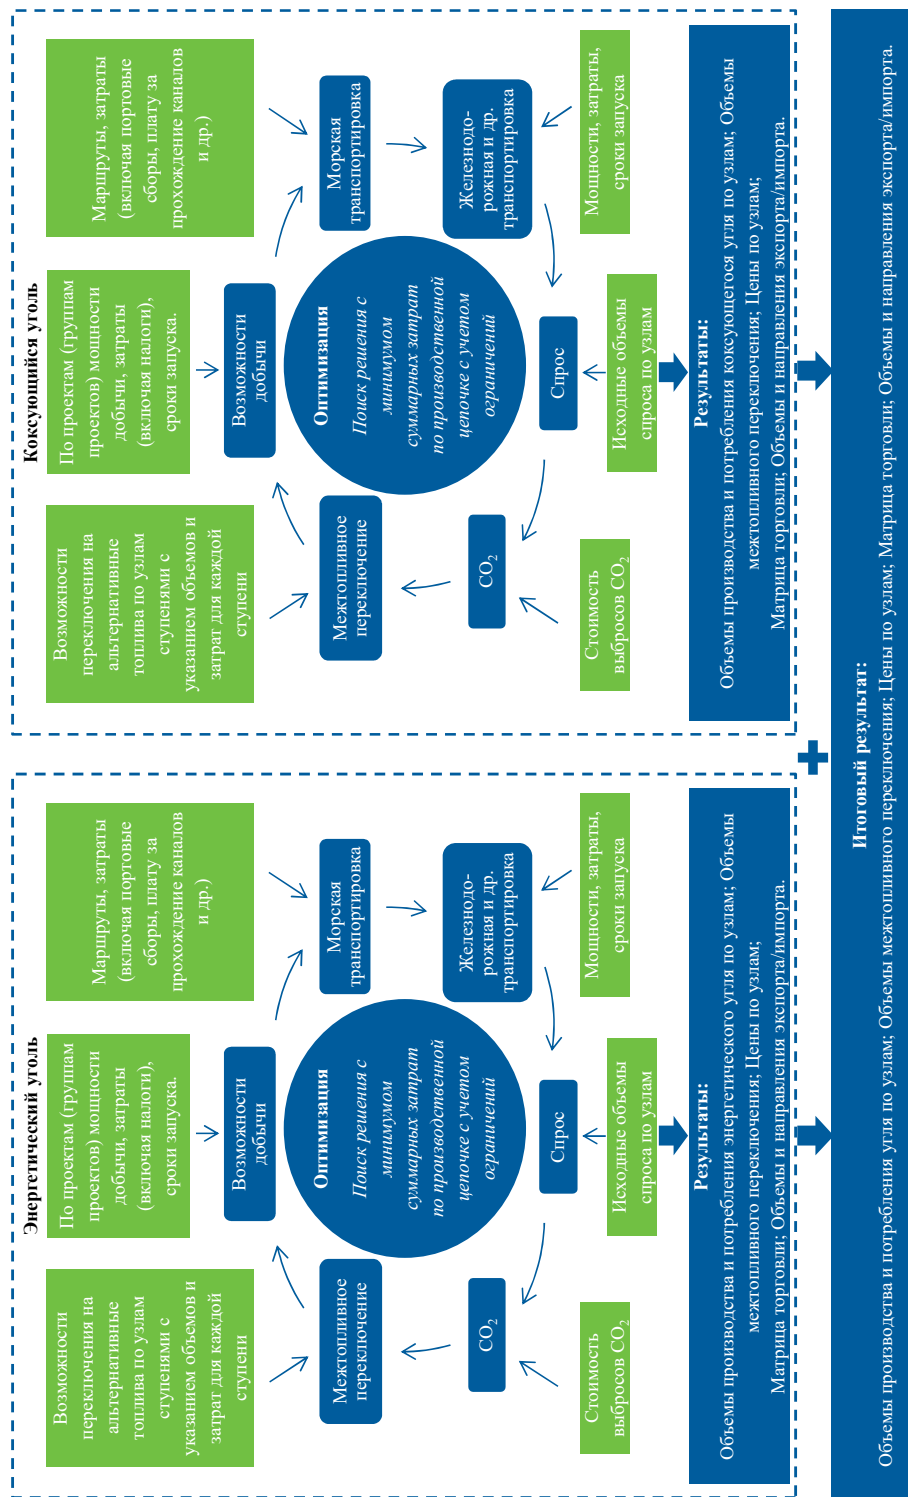 Энергетический уголь
Возможности
переключения на
альтернативные
топлива по узлам
ступенями с
указанием объемов и
затрат для каждой
ступени
По проектам (группам
проектов) мощности
добычи, затраты
(включая налоги),
сроки запуска.
Маршруты, затраты
(включая портовые
сборы, плату за
прохождение каналов
и др.)
Возможности
добычи
Межтопливное
переключение
Морская
транспортировка
Оптимизация
Поиск решения с
минимумом
суммарных затрат
по производственной
цепочке с учетом
ограничений
CO2
Железнодо-
рожная и др.
транспортировка
Спрос
Стоимость
выбросов CO2
Исходные объемы
спроса по узлам
Мощности, затраты,
сроки запуска
Результаты:
Объемы производства и потребления энергетического угля по узлам; Объемы
межтопливного переключения; Цены по узлам;
Матрица торговли; Объемы и направления экспорта/импорта.
Коксующийся уголь
Возможности
переключения на
альтернативные
топлива по узлам
ступенями с
указанием объемов и
затрат для каждой
ступени
По проектам (группам
проектов) мощности
добычи, затраты
(включая налоги),
сроки запуска.
Маршруты, затраты
(включая портовые
сборы, плату за
прохождение каналов
и др.)
Возможности
добычи
Межтопливное
переключение
Морская
транспортировка
Оптимизация
Поиск решения с
минимумом
суммарных затрат
по производственной
цепочке с учетом
ограничений
CO2
Железнодо-
рожная и др.
транспортировка
Спрос
Стоимость
выбросов CO2
Исходные объемы
спроса по узлам
Мощности, затраты,
сроки запуска
Результаты:
Объемы производства и потребления коксующегося угля по узлам; Объемы
межтопливного переключения; Цены по узлам;
Матрица торговли; Объемы и направления экспорта/импорта.
Итоговый результат:
Объемы производства и потребления угля по узлам; Объемы межтопливного переключения; Цены по узлам; Матрица торговли; Объемы и направления экспорта/импорта.